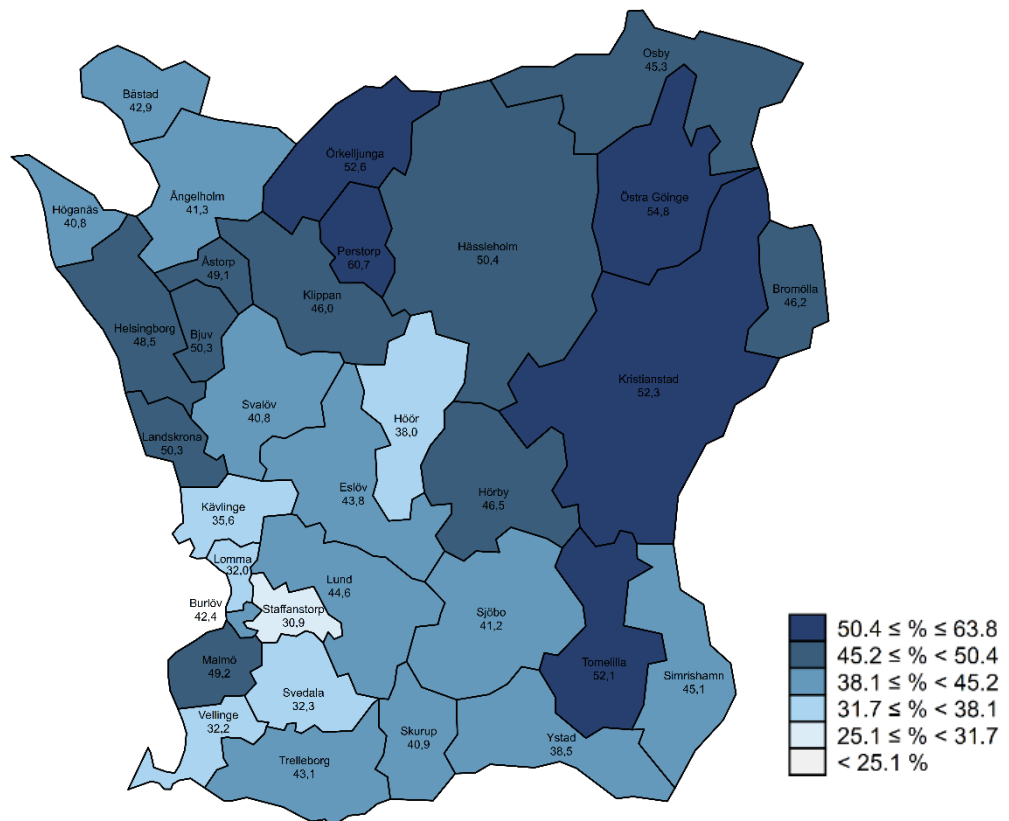 Osby
45,3
Båstad
42,9
Örkelljunga
52,6
Ängelholm
41,3
Östra Göinge
54,8
Höganäs
40,8
Perstorp
60,7
Hässleholm
50,4
Åstorp
49,1
Klippan
46,0
Bromölla
46,2
Helsingborg
48,5
Bjuv
50,3
Kristianstad
52,3
Svalöv
40,8
Höör
38,0
Landskrona
50,3
Eslöv
43,8
Hörby
46,5
Kävlinge
35,6
Lomma
32,0
Lund
44,6
Burlöv
42,4
Staffanstorp
30,9
Sjöbo
41,2
Malmö
49,2
Tomelilla
52,1
Simrishamn
45,1
Svedala
32,3
Vellinge
32,2
Skurup
40,9
Ystad
38,5
Trelleborg
43,1
50.4 ≤ % ≤ 63.8
45.2 ≤ % < 50.4
38.1 ≤ % < 45.2
31.7 ≤ % < 38.1
25.1 ≤ % < 31.7
< 25.1 %